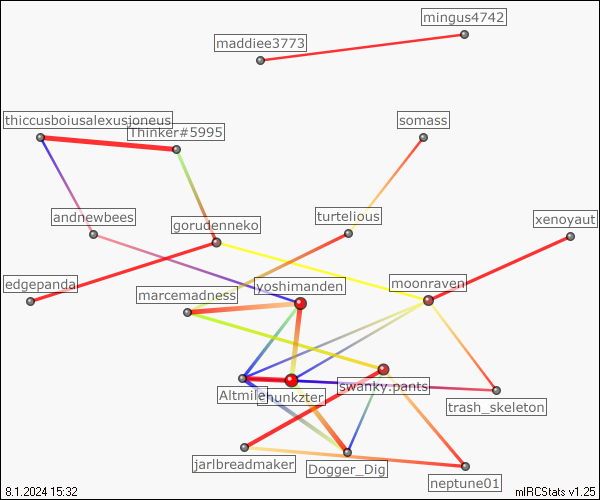 mingus4742
maddiee3773
thiccusboiusalexusjoneus
Thinker#5995
somass
andnewbees
gorudenneko
turtelious
xenoyaut
edgepanda
marcemadness
yoshimanden
moonraven
Altmiler
chunkzter
swanky.pants
trash_skeleton
jarlbreadmaker
Dogger_Dig
neptune01
8.1.2024 15:32
mIRCStats v1.25